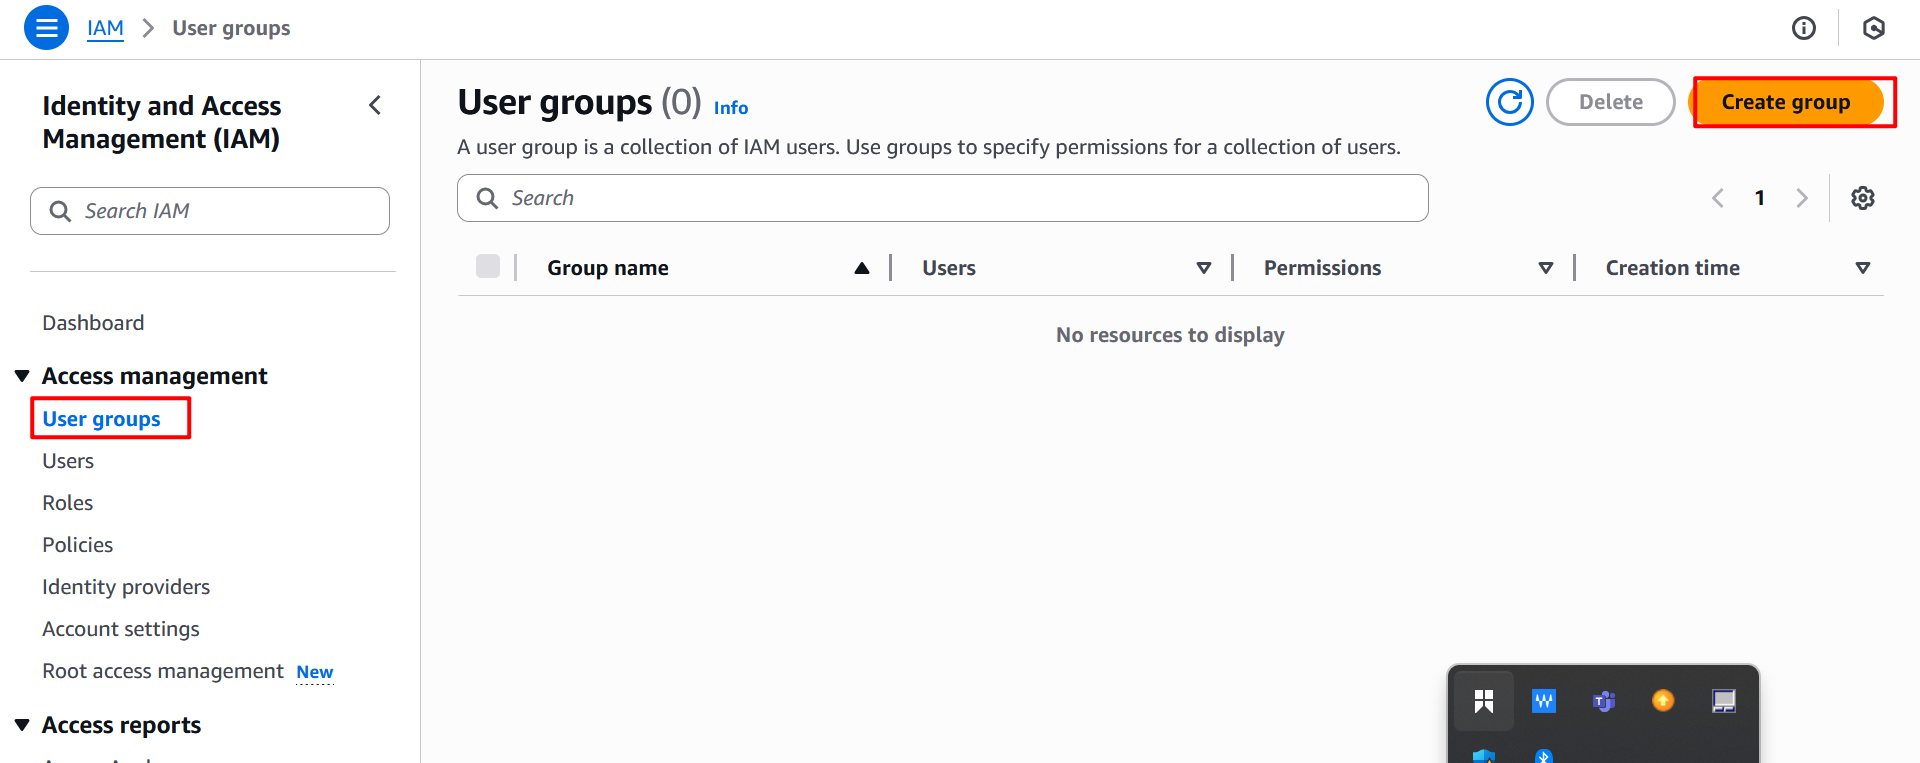 IAM > User groups
Identity and Access
Management (IAM)
Search IAM
Dashboard
Access management
User groups
Users
Roles
Policies
Identity providers
Account settings
Root access management New
Access reports
User groups (0) Info
Delete
Create group
A user group is a collection of IAM users. Use groups to specify permissions for a collection of users.
Search
1
Group name
Users
Permissions
Creation time
No resources to display